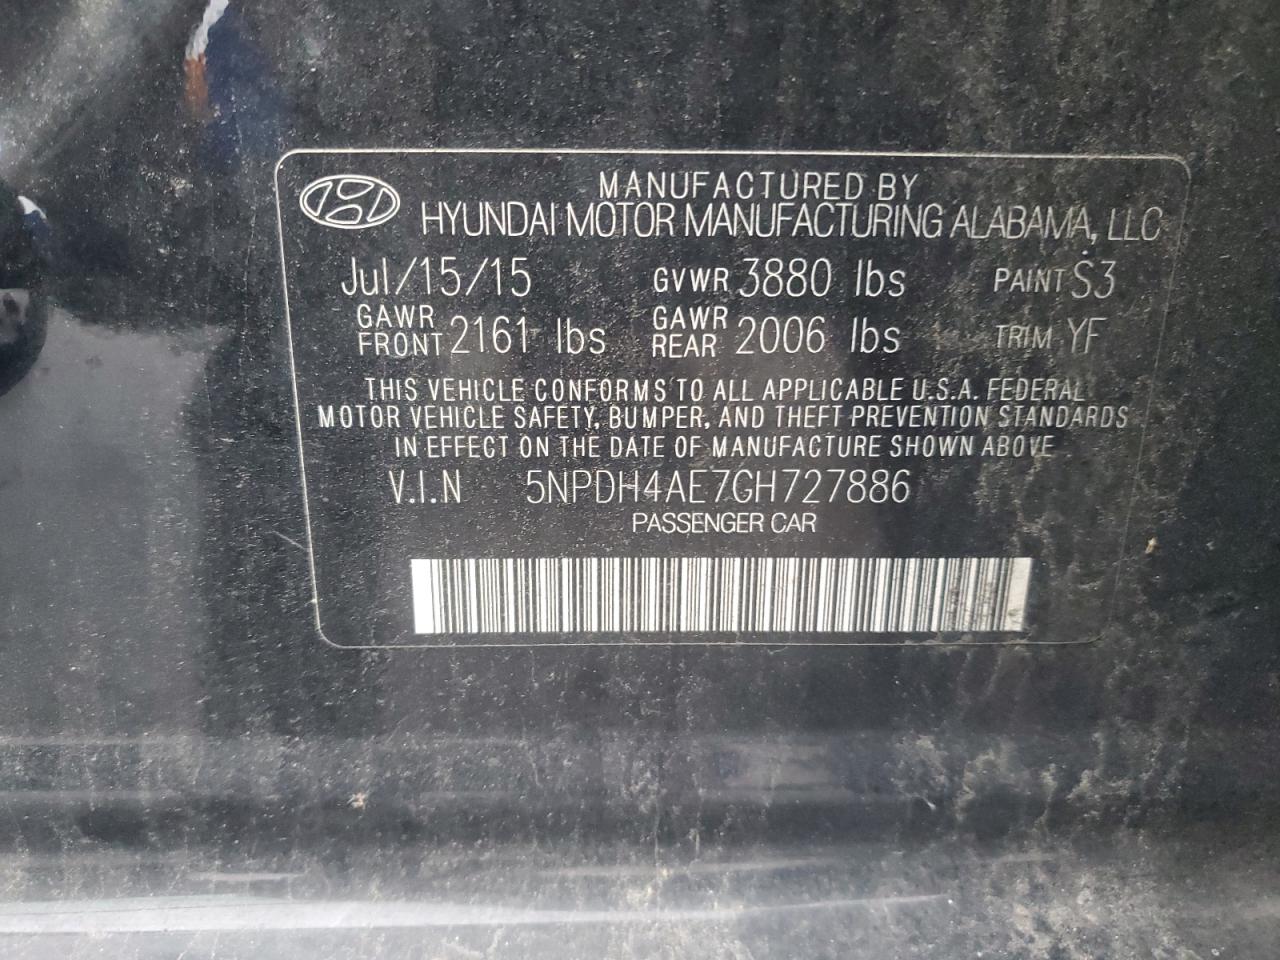 MANUFACTURED BY
HYUNDAI MOTOR MANUFACTURING ALABAMA, LLC
Jul/15/15 GVWR 3880 lbs PAINT S3
GAWR FRONT 2161 lbs GAWR REAR 2006 lbs TRIM YF
THIS VEHICLE CONFORMS TO ALL APPLICABLE U.S.A. FEDERAL
MOTOR VEHICLE SAFETY, BUMPER, AND THEFT PREVENTION STANDARDS
IN EFFECT ON THE DATE OF MANUFACTURE SHOWN ABOVE
V.I.N 5NPDH4AE7GH727886
PASSENGER CAR